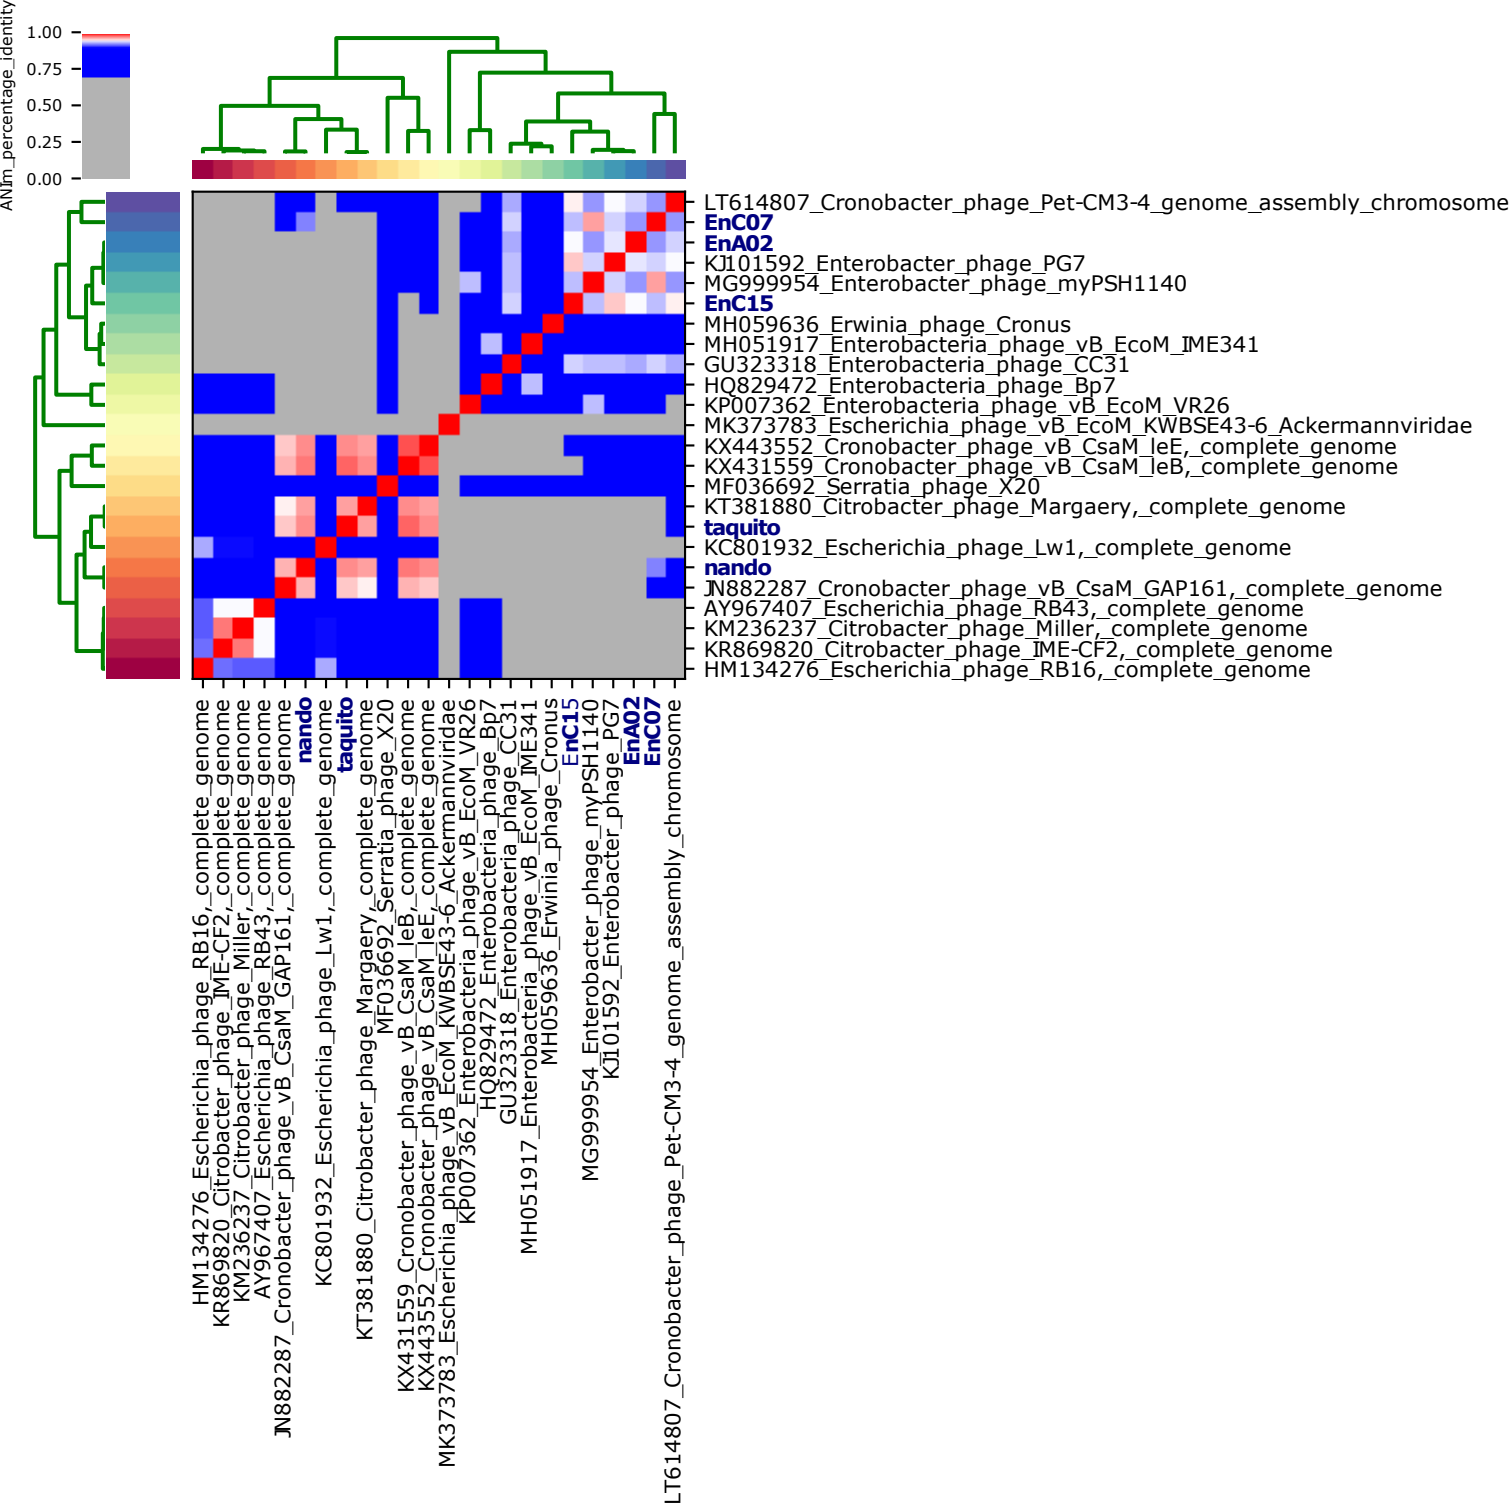 ANIm_percentage_identity
1.00
0.75
0.50
0.25
0.00
LT614807_Cronobacter_phage_Pet-CM3-4_genome_assembly_chromosome
EnC07
EnA02
KJ101592_Enterobacter_phage_PG7
MG999954_Enterobacter_phage_myPSH1140
EnC15
MH059636_Erwinia_phage_Cronus
MH051917_Enterobacteria_phage_vB_EcoM_IME341
GU323318_Enterobacteria_phage_CC31
HQ829472_Enterobacteria_phage_Bp7
KP007362_Enterobacteria_phage_vB_EcoM_VR26
MK373783_Escherichia_phage_vB_EcoM_KWBSE43-6_Ackermannviridae
KX443552_Cronobacter_phage_vB_CsaM_leE,_complete_genome
KX431559_Cronobacter_phage_vB_CsaM_leB,_complete_genome
MF036692_Serratia_phage_X20
KT381880_Citrobacter_phage_Margaery,_complete_genome
taquito
KC801932_Escherichia_phage_Lw1,_complete_genome
nando
JN882287_Cronobacter_phage_vB_CsaM_GAP161,_complete_genome
AY967407_Escherichia_phage_RB43,_complete_genome
KM236237_Citrobacter_phage_Miller,_complete_genome
KR869820_Citrobacter_phage_IME-CF2,_complete_genome
HM134276_Escherichia_phage_RB16,_complete_genome
HM134276_Escherichia_phage_RB16,_complete_genome
KR869820_Citrobacter_phage_IME-CF2,_complete_genome
KM236237_Citrobacter_phage_Miller,_complete_genome
AY967407_Escherichia_phage_RB43,_complete_genome
JN882287_Cronobacter_phage_vB_CsaM_GAP161,_complete_genome
nando
KC801932_Escherichia_phage_Lw1,_complete_genome
taquito
KT381880_Citrobacter_phage_Margaery,_complete_genome
MF036692_Serratia_phage_X20
KX431559_Cronobacter_phage_vB_CsaM_leB,_complete_genome
KX443552_Cronobacter_phage_vB_CsaM_leE,_complete_genome
MK373783_Escherichia_phage_vB_EcoM_KWBSE43-6_Ackermannviridae
KP007362_Enterobacteria_phage_vB_EcoM_VR26
HQ829472_Enterobacteria_phage_Bp7
GU323318_Enterobacteria_phage_CC31
MH051917_Enterobacteria_phage_vB_EcoM_IME341
MH059636_Erwinia_phage_Cronus
EnC15
MG999954_Enterobacter_phage_myPSH1140
KJ101592_Enterobacter_phage_PG7
EnA02
EnC07
LT614807_Cronobacter_phage_Pet-CM3-4_genome_assembly_chromosome